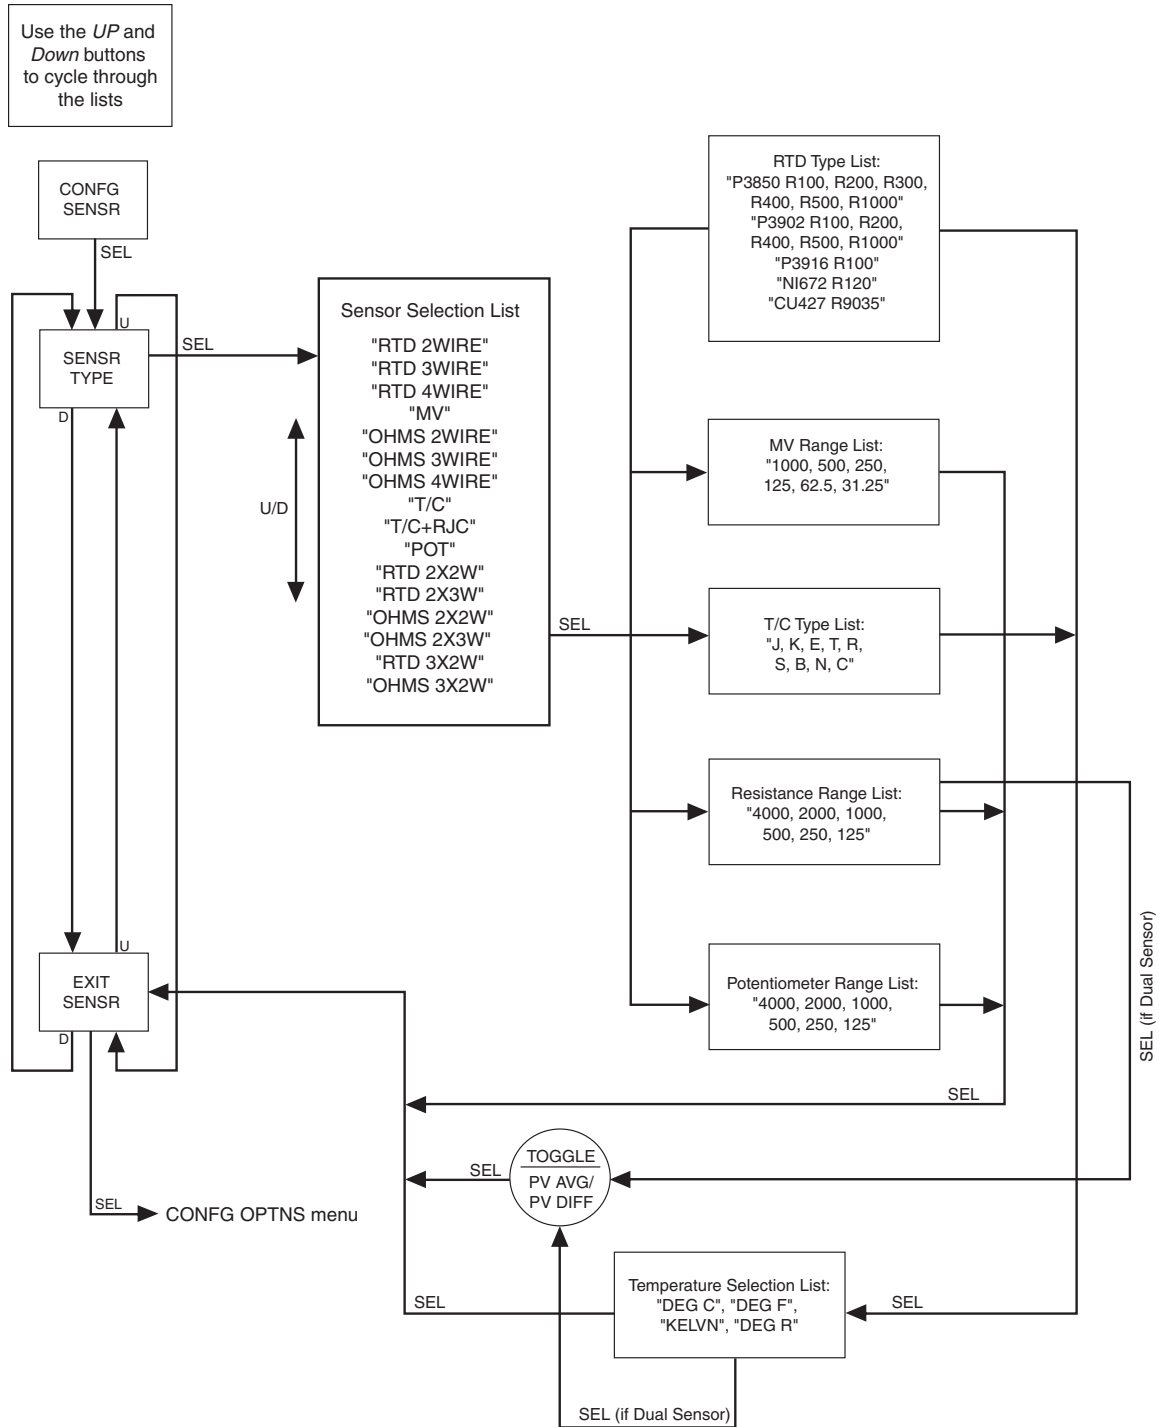 Use the UP and
Down buttons
to cycle through
the lists
CONFG
SENSR
SEL
U
SENSR
TYPE
D
SEL
Sensor Selection List
"RTD 2WIRE"
"RTD 3WIRE"
"RTD 4WIRE"
"MV"
"OHMS 2WIRE"
"OHMS 3WIRE"
"OHMS 4WIRE"
"T/C"
"T/C+RJC"
"POT"
"RTD 2X2W"
"RTD 2X3W"
"OHMS 2X2W"
"OHMS 2X3W"
"RTD 3X2W"
"OHMS 3X2W"
U/D
SEL
RTD Type List:
"P3850 R100, R200, R300,
R400, R500, R1000"
"P3902 R100, R200,
R400, R500, R1000"
"P3916 R100"
"NI672 R120"
"CU427 R9035"
MV Range List:
"1000, 500, 250,
125, 62.5, 31.25"
T/C Type List:
"J, K, E, T, R,
S, B, N, C"
Resistance Range List:
"4000, 2000, 1000,
500, 250, 125"
Potentiometer Range List:
"4000, 2000, 1000,
500, 250, 125"
SEL (if Dual Sensor)
U
EXIT
SENSR
D
SEL
CONFG OPTNS menu
SEL
TOGGLE
PV AVG/
PV DIFF
SEL
Temperature Selection List:
"DEG C", "DEG F",
"KELVN", "DEG R"
SEL
SEL
SEL (if Dual Sensor)